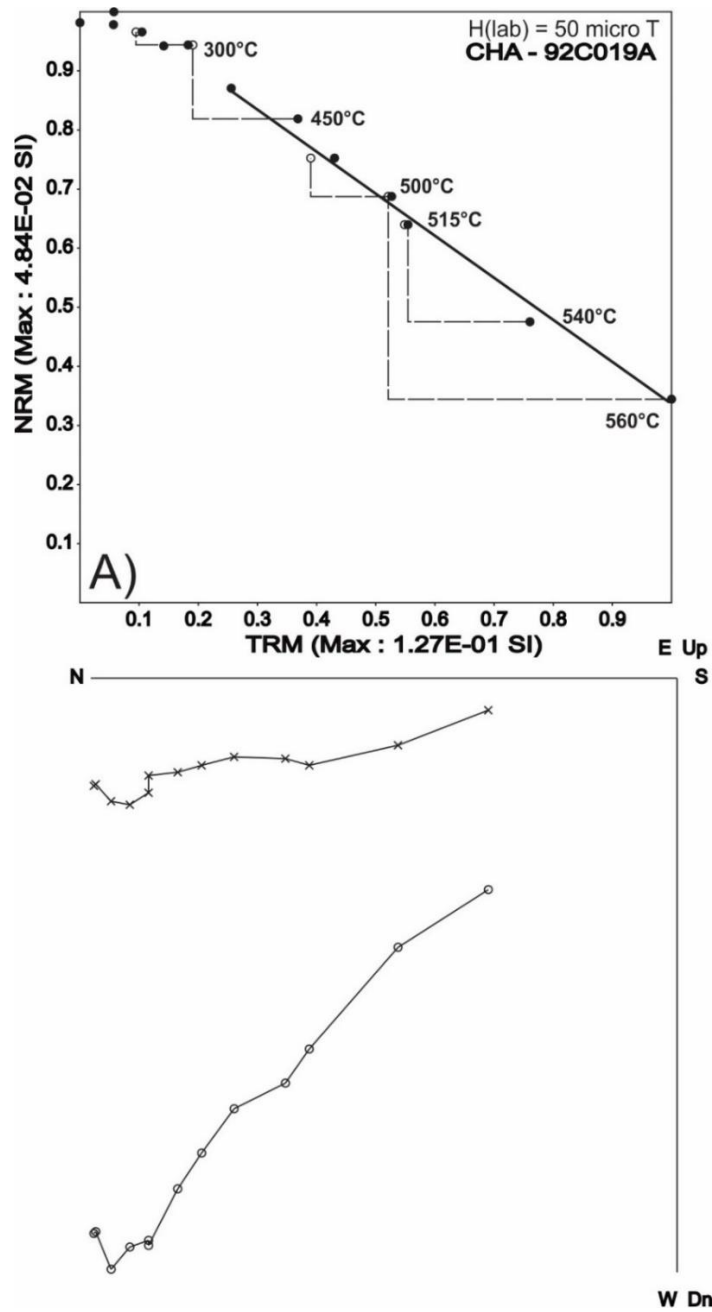 H(lab) = 50 micro T
CHA - 92C019A
0.9
0.8
0.7
0.6
0.5
0.4
0.3
0.2
0.1
NRM (Max : 4.84E-02 SI)
300°C
450°C
500°C
515°C
540°C
560°C
A)
0.1 0.2 0.3 0.4 0.5 0.6 0.7 0.8 0.9
TRM (Max : 1.27E-01 SI)
E Up
N
S
W Dn